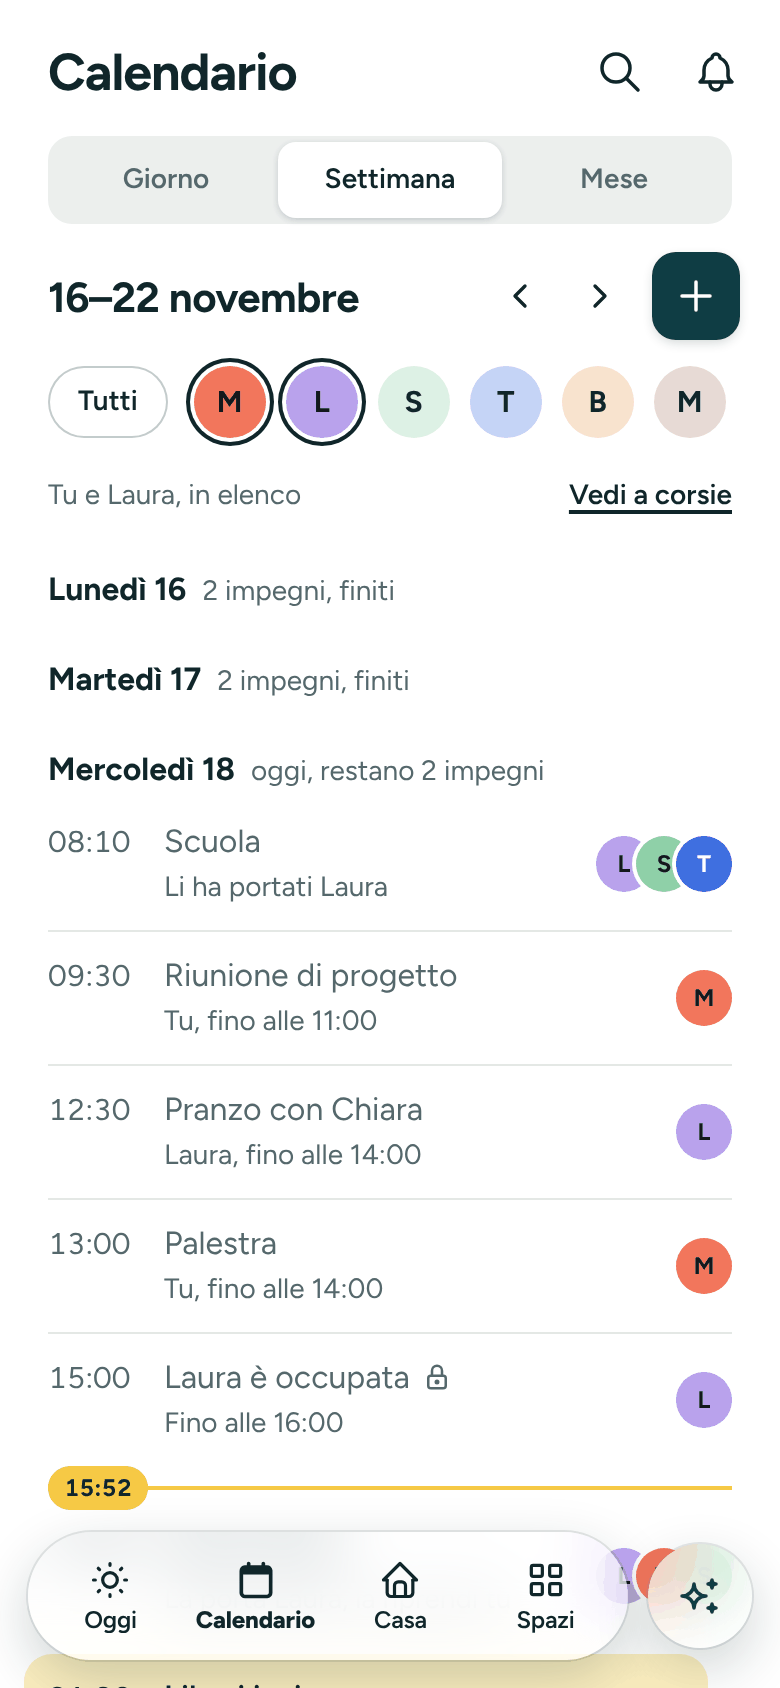 Calendario
Giorno Settimana Mese
16–22 novembre
Tutti M L S T B M
Tu e Laura, in elenco Vedi a corsie
Lunedì 16 2 impegni, finiti
Martedì 17 2 impegni, finiti
Mercoledì 18 oggi, restano 2 impegni
08:10 Scuola L S T
Li ha portati Laura
09:30 Riunione di progetto M
Tu, fino alle 11:00
12:30 Pranzo con Chiara L
Laura, fino alle 14:00
13:00 Palestra M
Tu, fino alle 14:00
15:00 Laura è occupata L
Fino alle 16:00
15:52
Oggi Calendario Casa Spazi